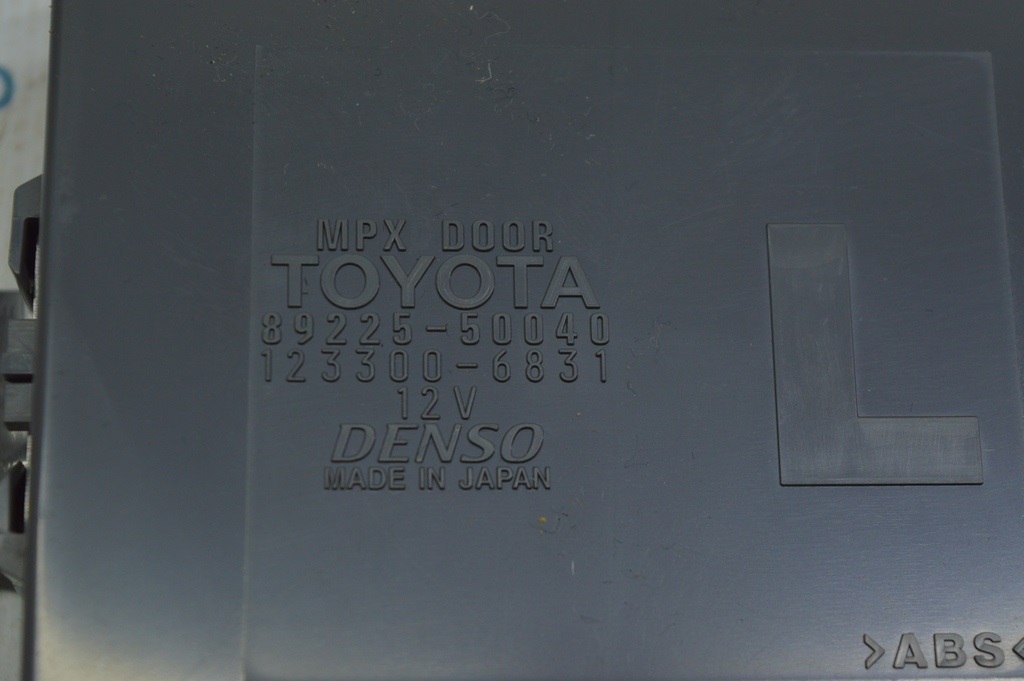 MPX DOOR
TOYOTA
89225-50040
123300-6831
12V
DENSO
MADE IN JAPAN
L
>ABS<